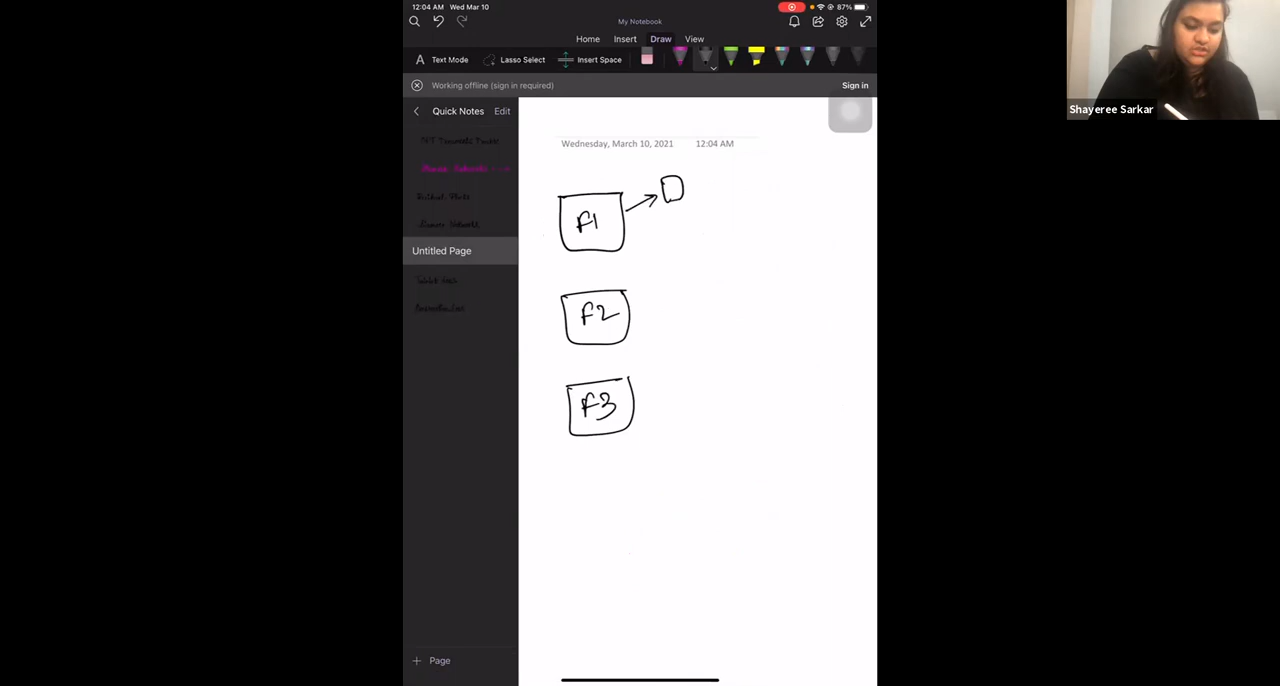 12:04 AM Wed Mar 10
87%
My Notebook
Home Insert Draw View
Text Mode Lasso Select Insert Space
Working offline (sign in required) Sign in
Quick Notes Edit
Wednesday, March 10, 2021 12:04 AM
F1
Untitled Page
F2
F3
+ Page
Shayeree Sarkar